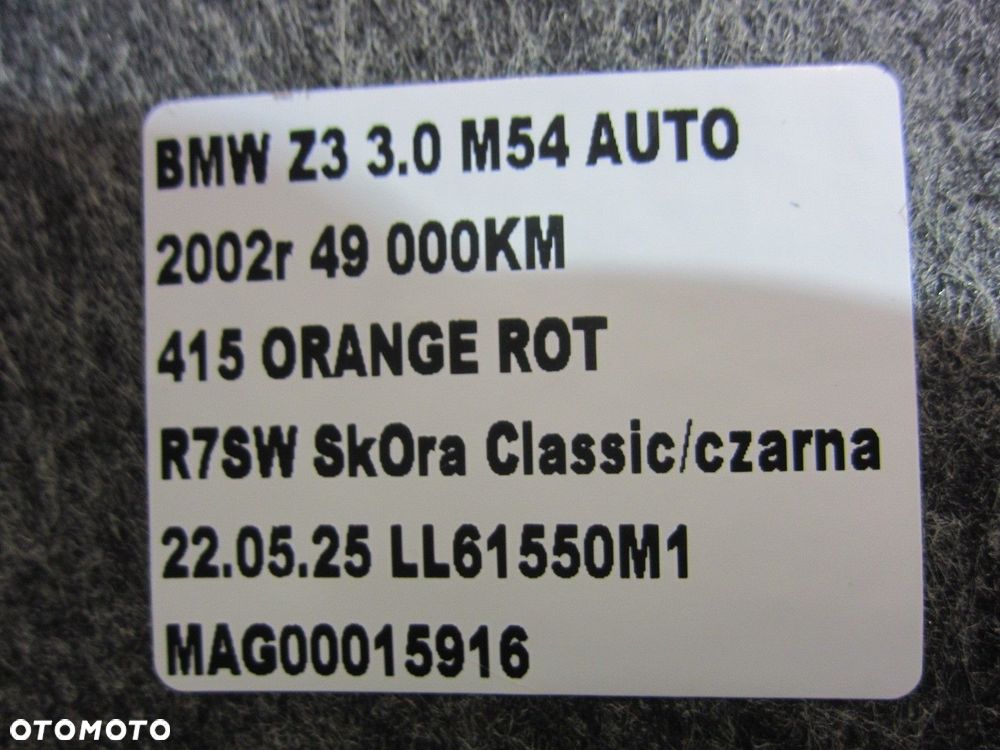 BMW Z3 3.0 M54 AUTO
2002r 49 000KM
415 ORANGE ROT
R7SW SkOra Classic/czarna
22.05.25 LL61550M1
MAG00015916
OTOMOTO